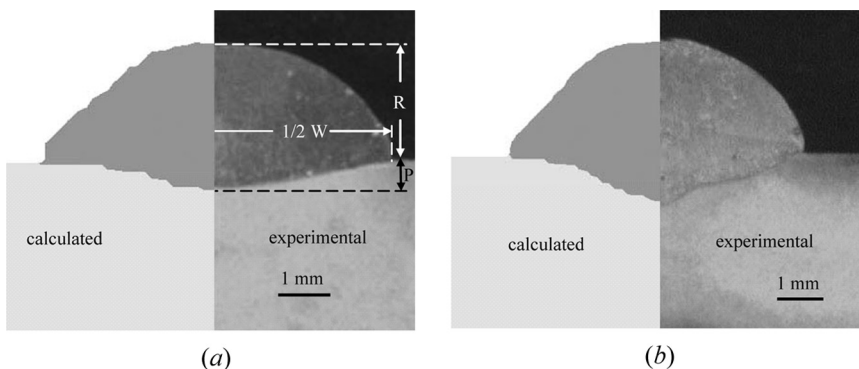 R
1/2 W
P
calculated
experimental
1 mm
(a)
calculated
experimental
1 mm
(b)